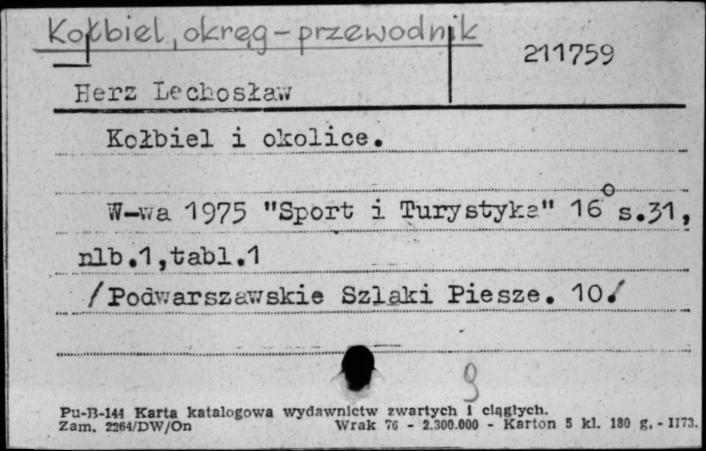 Kołbiel, okręg - przewodnik
211759
Herz Lechosław
Kołbiel i okolice.
W-wa 1975 "Sport i Turystyka" 16° s.31,
nlb.1,tabl.1
/Podwarszawskie Szlaki Piesze. 10./
9
Pu-B-144 Karta katalogowa wydawnictw zwartych i ciągłych.
Zam. 2264/DW/On Wrak 76 - 2.300.000 - Karton 5 kl. 180 g. - 1173.